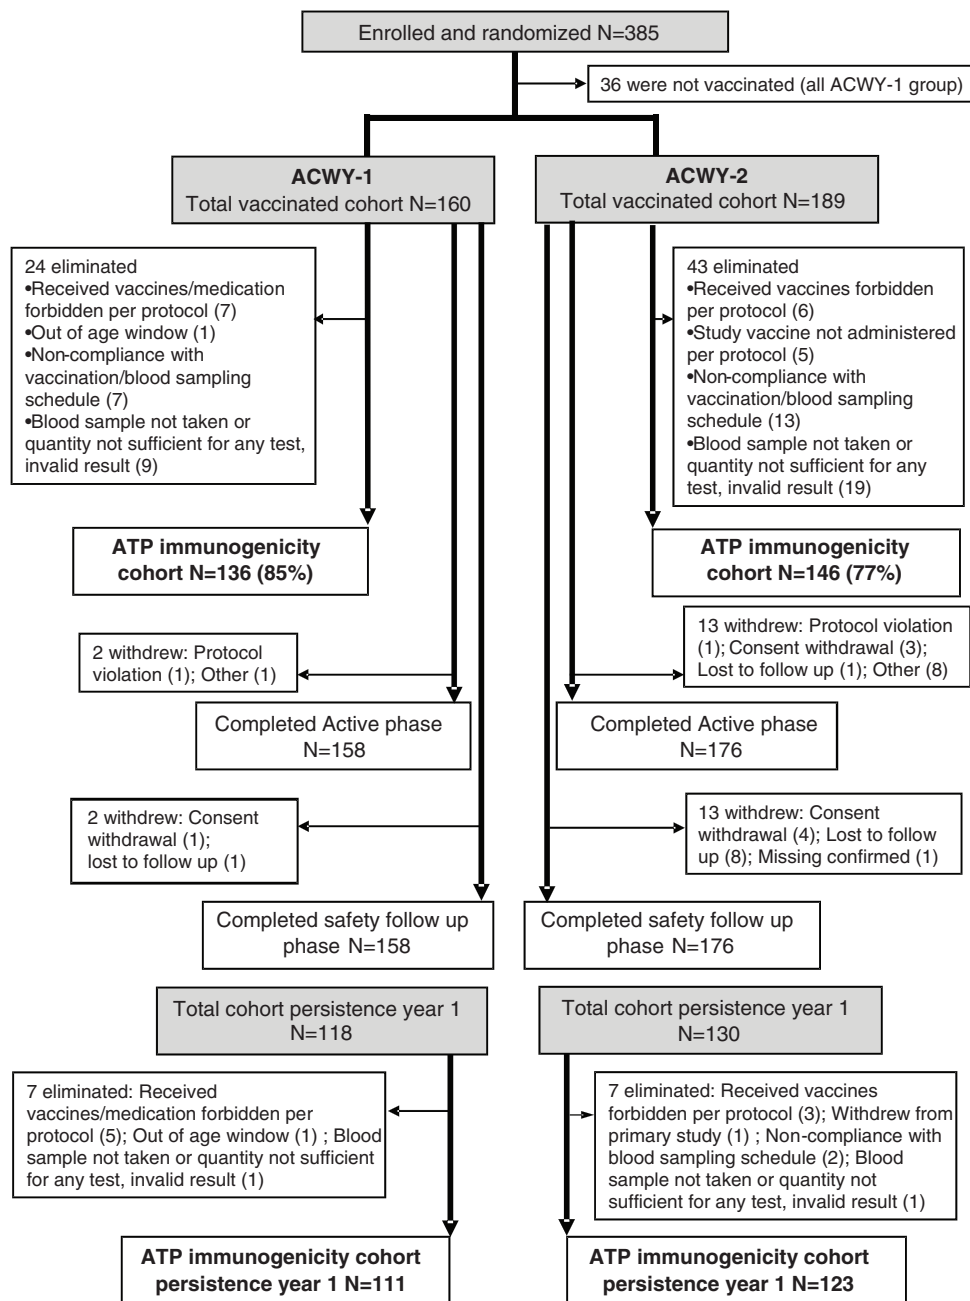 Enrolled and randomized N=385
36 were not vaccinated (all ACWY-1 group)
ACWY-1
Total vaccinated cohort N=160
ACWY-2
Total vaccinated cohort N=189
24 eliminated
•Received vaccines/medication
forbidden per protocol (7)
•Out of age window (1)
•Non-compliance with
vaccination/blood sampling
schedule (7)
•Blood sample not taken or
quantity not sufficient for any test,
invalid result (9)
43 eliminated
•Received vaccines forbidden
per protocol (6)
•Study vaccine not administered
per protocol (5)
•Non-compliance with
vaccination/blood sampling
schedule (13)
•Blood sample not taken or
quantity not sufficient for any
test, invalid result (19)
ATP immunogenicity
cohort N=136 (85%)
ATP immunogenicity
cohort N=146 (77%)
2 withdrew: Protocol
violation (1); Other (1)
13 withdrew: Protocol violation
(1); Consent withdrawal (3);
Lost to follow up (1); Other (8)
Completed Active phase
N=158
Completed Active phase
N=176
2 withdrew: Consent
withdrawal (1);
lost to follow up (1)
13 withdrew: Consent
withdrawal (4); Lost to follow
up (8); Missing confirmed (1)
Completed safety follow up
phase N=158
Completed safety follow up
phase N=176
Total cohort persistence year 1
N=118
Total cohort persistence year 1
N=130
7 eliminated: Received
vaccines/medication forbidden per
protocol (5); Out of age window (1) ; Blood
sample not taken or quantity not sufficient
for any test, invalid result (1)
7 eliminated: Received vaccines
forbidden per protocol (3); Withdrew from
primary study (1) ; Non-compliance with
blood sampling schedule (2); Blood
sample not taken or quantity not
sufficient for any test, invalid result (1)
ATP immunogenicity cohort
persistence year 1 N=111
ATP immunogenicity cohort
persistence year 1 N=123